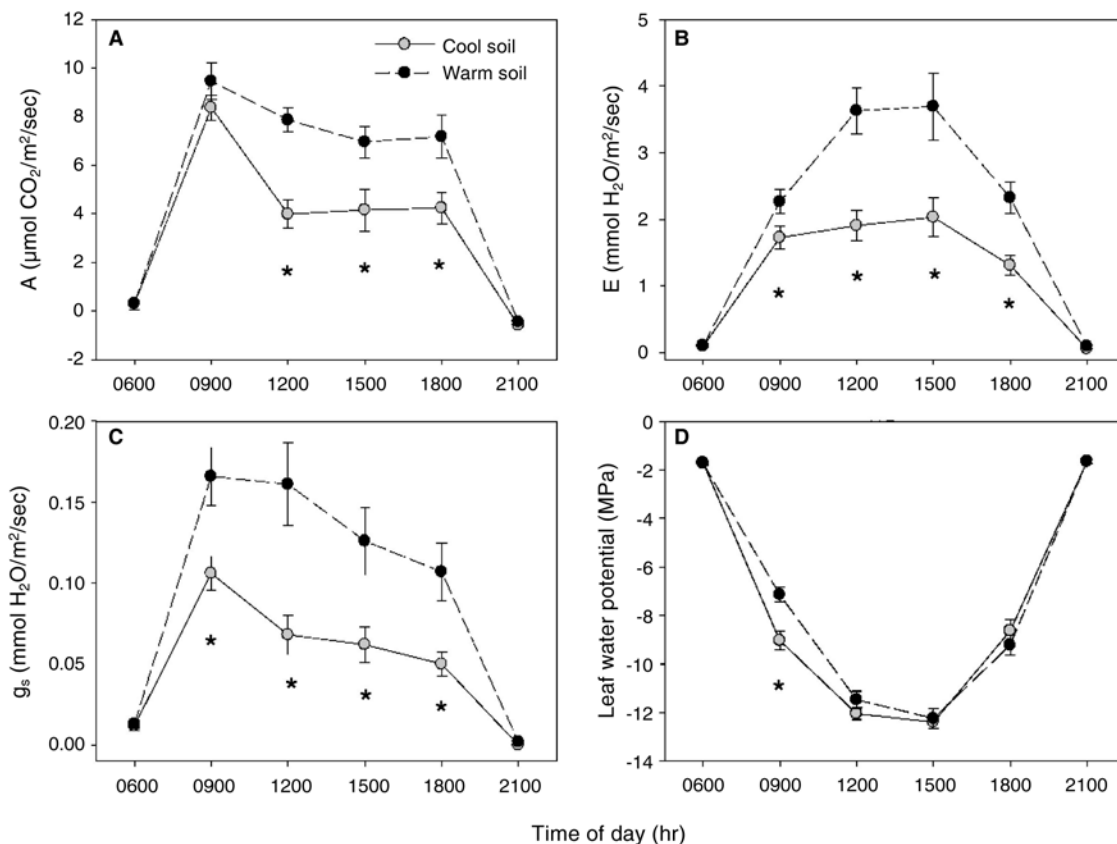 A
Cool soil
Warm soil
A (µmol CO₂/m²/sec)
12
10
8
6
4
2
0
-2
*
*
*
0600 0900 1200 1500 1800 2100
B
E (mmol H₂O/m²/sec)
5
4
3
2
1
0
*
*
*
*
0600 0900 1200 1500 1800 2100
C
gₛ (mmol H₂O/m²/sec)
0.20
0.15
0.10
0.05
0.00
*
*
*
*
0600 0900 1200 1500 1800 2100
D
Leaf water potential (MPa)
0
-2
-4
-6
-8
-10
-12
-14
*
0600 0900 1200 1500 1800 2100
Time of day (hr)